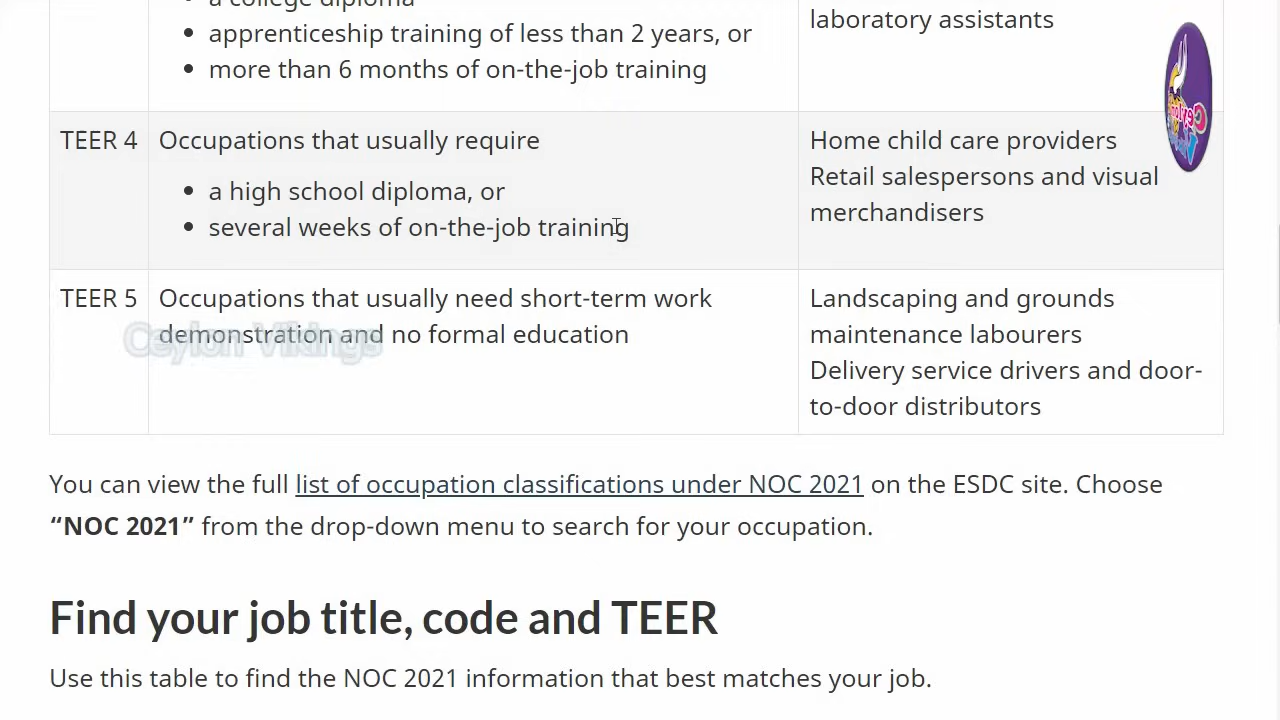 a college diploma
apprenticeship training of less than 2 years, or
more than 6 months of on-the-job training
laboratory assistants
TEER 4
Occupations that usually require
a high school diploma, or
several weeks of on-the-job training
Home child care providers
Retail salespersons and visual
merchandisers
TEER 5
Occupations that usually need short-term work
demonstration and no formal education
Landscaping and grounds
maintenance labourers
Delivery service drivers and door-
to-door distributors
Ceylon Vikings
You can view the full list of occupation classifications under NOC 2021 on the ESDC site. Choose
“NOC 2021” from the drop-down menu to search for your occupation.
Find your job title, code and TEER
Use this table to find the NOC 2021 information that best matches your job.